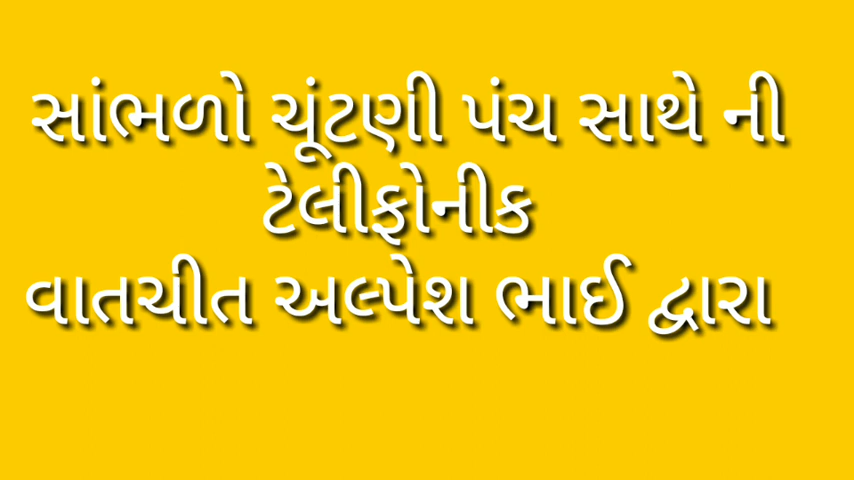 સાંભળો ચૂંટણી પંચ સાથે ની
ટેલીફોનીક
વાતચીત અલ્પેશ ભાઈ દ્વારા